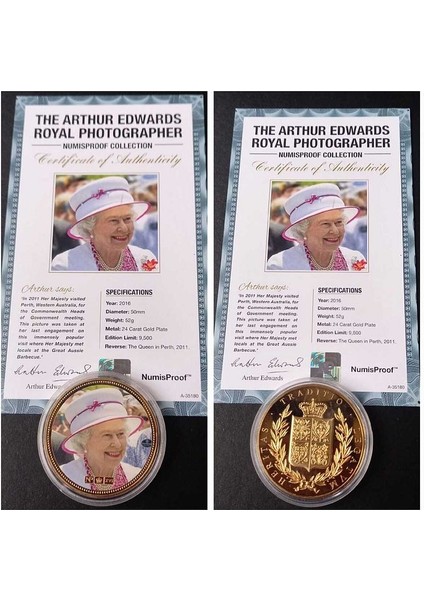 THE ARTHUR EDWARDS
ROYAL PHOTOGRAPHER
NUMISPROOF COLLECTION
Certificate of Authenticity
Arthur says:
'In 2011 Her Majesty visited
Perth, Western Australia, for
the Commonwealth Heads
of Government meeting.
This picture was taken at
her last engagement on
this immensely popular
visit where Her Majesty met
locals at the Great Aussie
Barbecue.'
Arthur Edwards
SPECIFICATIONS
Year: 2016
Diameter: 50mm
Weight: 52g
Metal: 24 Carat Gold Plate
Edition Limit: 9,500
Reverse: The Queen in Perth, 2011.
NumisProof™
A-35180
THE ARTHUR EDWARDS
ROYAL PHOTOGRAPHER
NUMISPROOF COLLECTION
Certificate of Authenticity
Arthur says:
'In 2011 Her Majesty visited
Perth, Western Australia, for
the Commonwealth Heads
of Government meeting.
This picture was taken at
her last engagement on
this immensely popular
visit where Her Majesty met
locals at the Great Aussie
Barbecue.'
Arthur Edwards
SPECIFICATIONS
Year: 2016
Diameter: 50mm
Weight: 52g
Metal: 24 Carat Gold Plate
Edition Limit: 9,500
Reverse: The Queen in Perth, 2011.
NumisProof™
A-35180
HERITAS TRADITIO